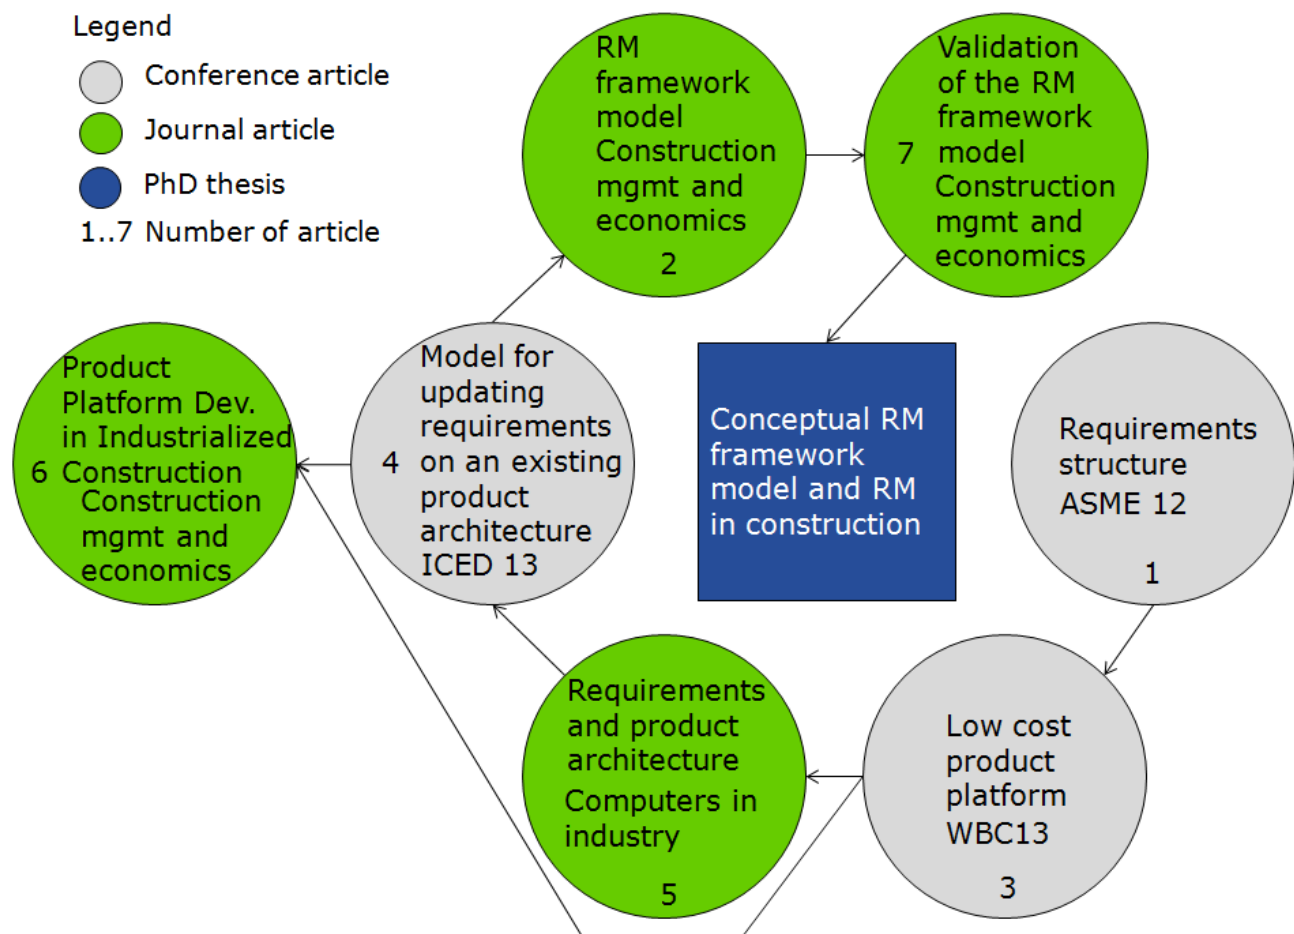 Legend
Conference article
Journal article
PhD thesis
1..7 Number of article
RM
framework
model
Construction
mgmt and
economics
2
Validation
of the RM
framework
7 model
Construction
mgmt and
economics
Product
Platform Dev.
in Industrialized
6 Construction
Construction
mgmt and
economics
Model for
updating
requirements
4 on an existing
product
architecture
ICED 13
Conceptual RM
framework
model and RM
in construction
Requirements
structure
ASME 12
1
Requirements
and product
architecture
Computers in
industry
5
Low cost
product
platform
WBC13
3